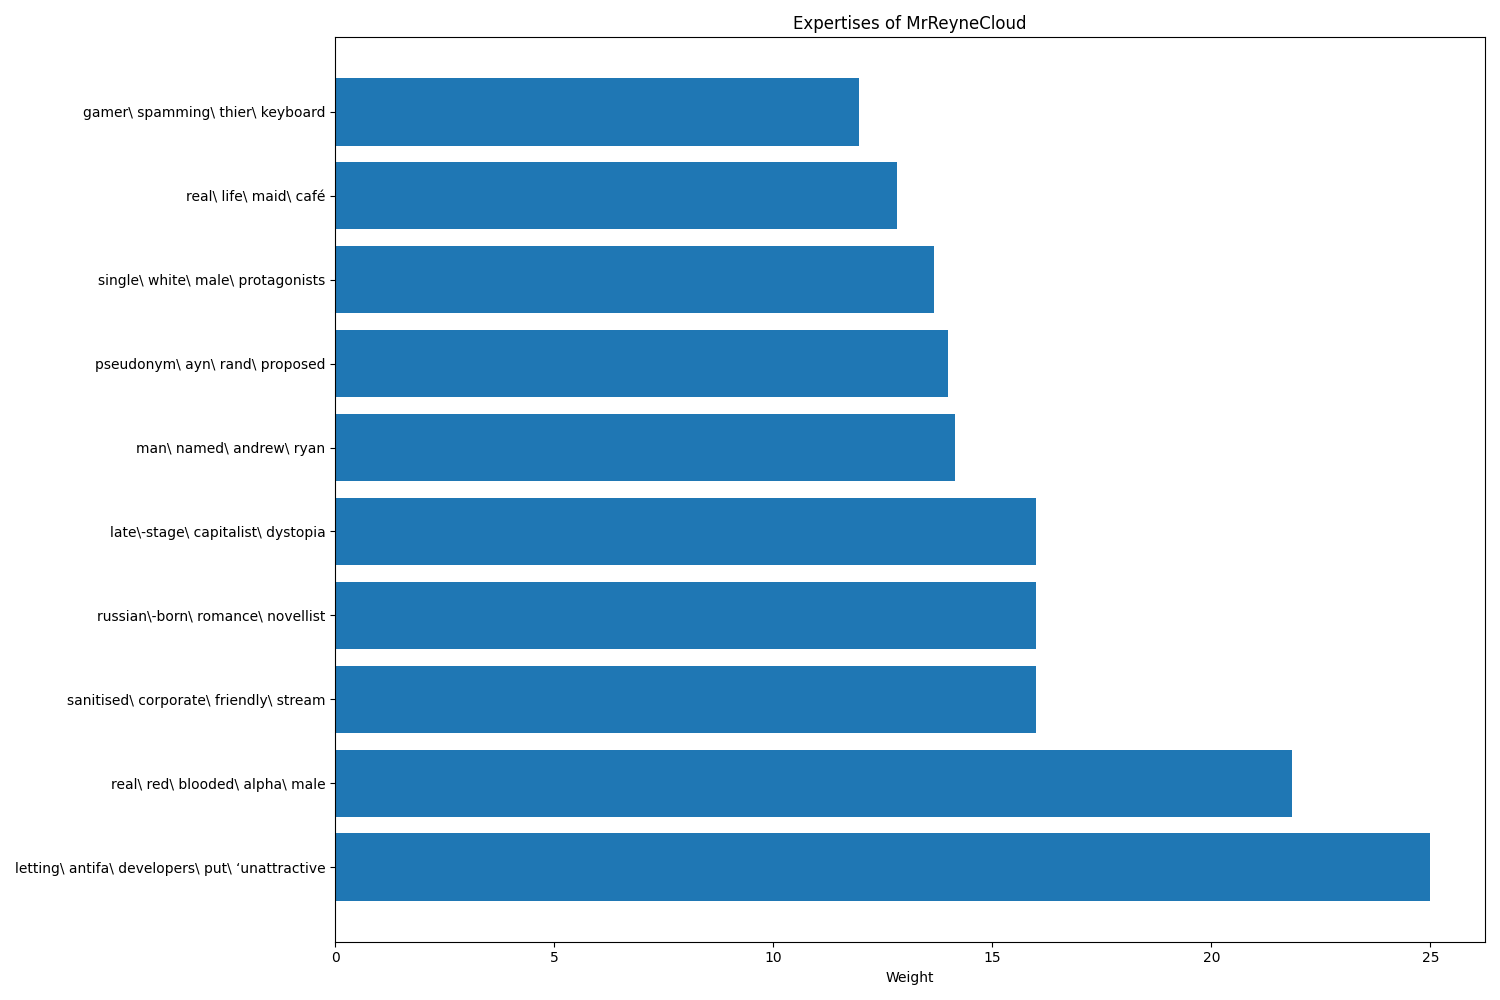 Expertises of MrReyneCloud
gamer\ spamming\ thier\ keyboard
real\ life\ maid\ café
single\ white\ male\ protagonists
pseudonym\ ayn\ rand\ proposed
man\ named\ andrew\ ryan
late\-stage\ capitalist\ dystopia
russian\-born\ romance\ novellist
sanitised\ corporate\ friendly\ stream
real\ red\ blooded\ alpha\ male
letting\ antifa\ developers\ put\ ‘unattractive
0 5 10 15 20 25
Weight